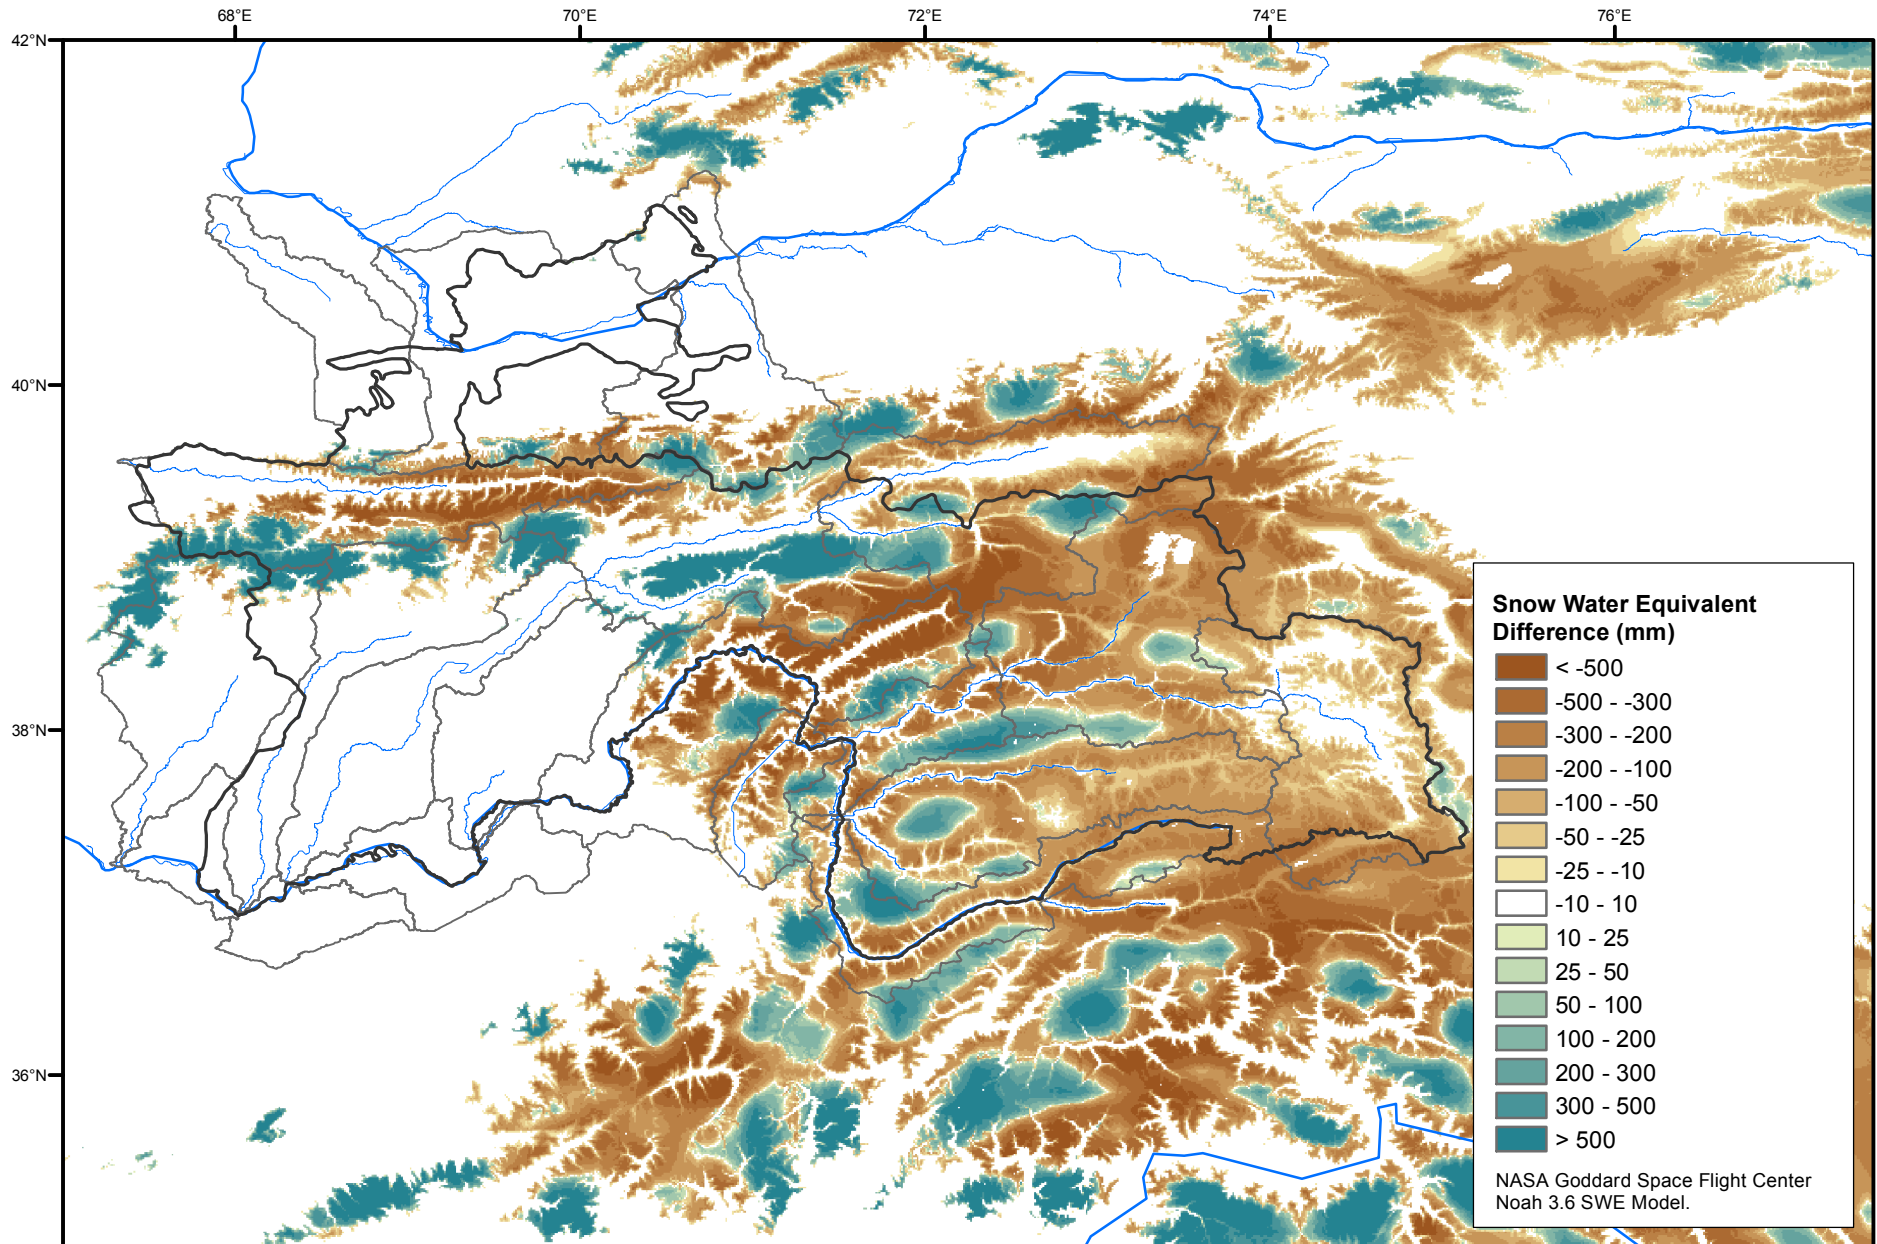 68°E 70°E 72°E 74°E 76°E
42°N
40°N
38°N
36°N
Snow Water Equivalent
Difference (mm)
< -500
-500 - -300
-300 - -200
-200 - -100
-100 - -50
-50 - -25
-25 - -10
-10 - 10
10 - 25
25 - 50
50 - 100
100 - 200
200 - 300
300 - 500
> 500
NASA Goddard Space Flight Center
Noah 3.6 SWE Model.